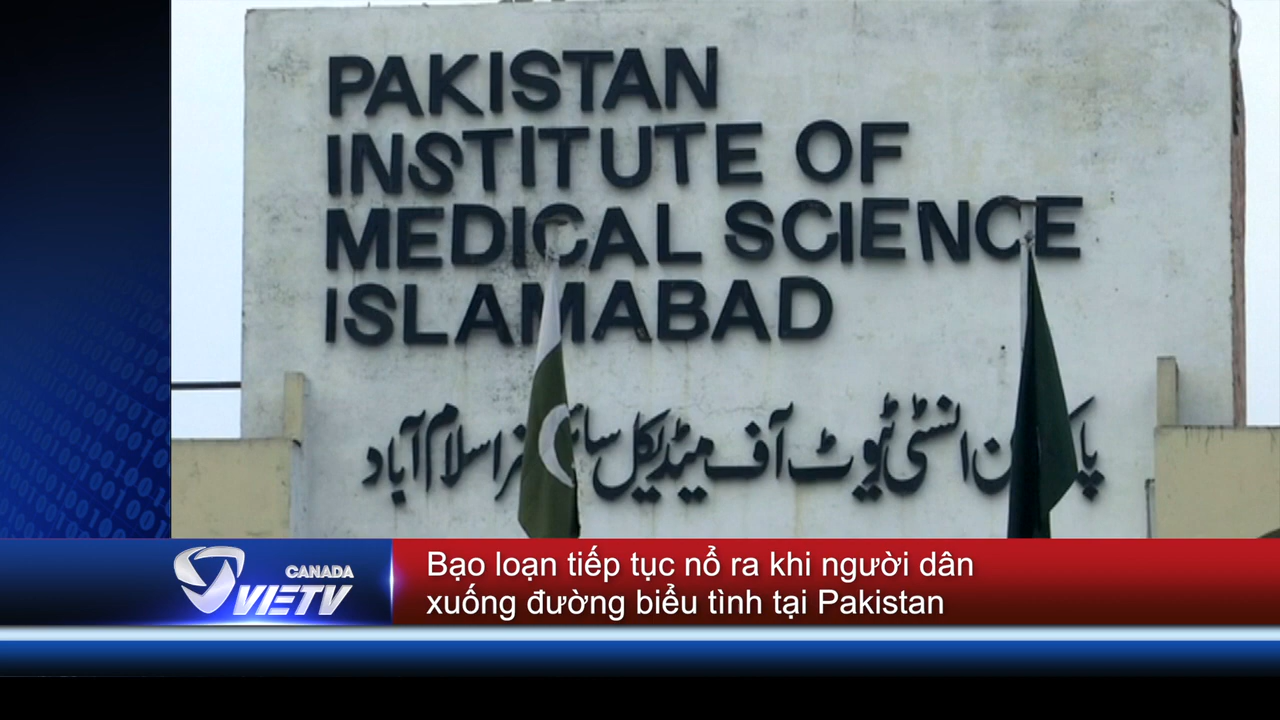 PAKISTAN
INSTITUTE OF
MEDICAL SCIENCE
ISLAMABAD
انسٹی ٹیوٹ آف میڈیکل اسلام آباد
CANADA
VIETV
Bạo loạn tiếp tục nổ ra khi người dân
xuống đường biểu tình tại Pakistan